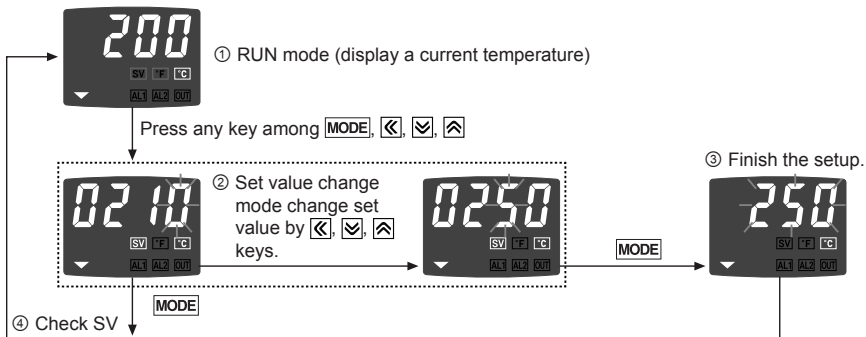 200
① RUN mode (display a current temperature)
SV °F °C
AL1 AL2 OUT
Press any key among MODE, «, ︾, ︽
③ Finish the setup.
0210
② Set value change
mode change set
value by «, ︾, ︽
keys.
SV °F °C
AL1 AL2 OUT
0250
SV °F °C
AL1 AL2 OUT
MODE
250
SV °F °C
AL1 AL2 OUT
MODE
④ Check SV